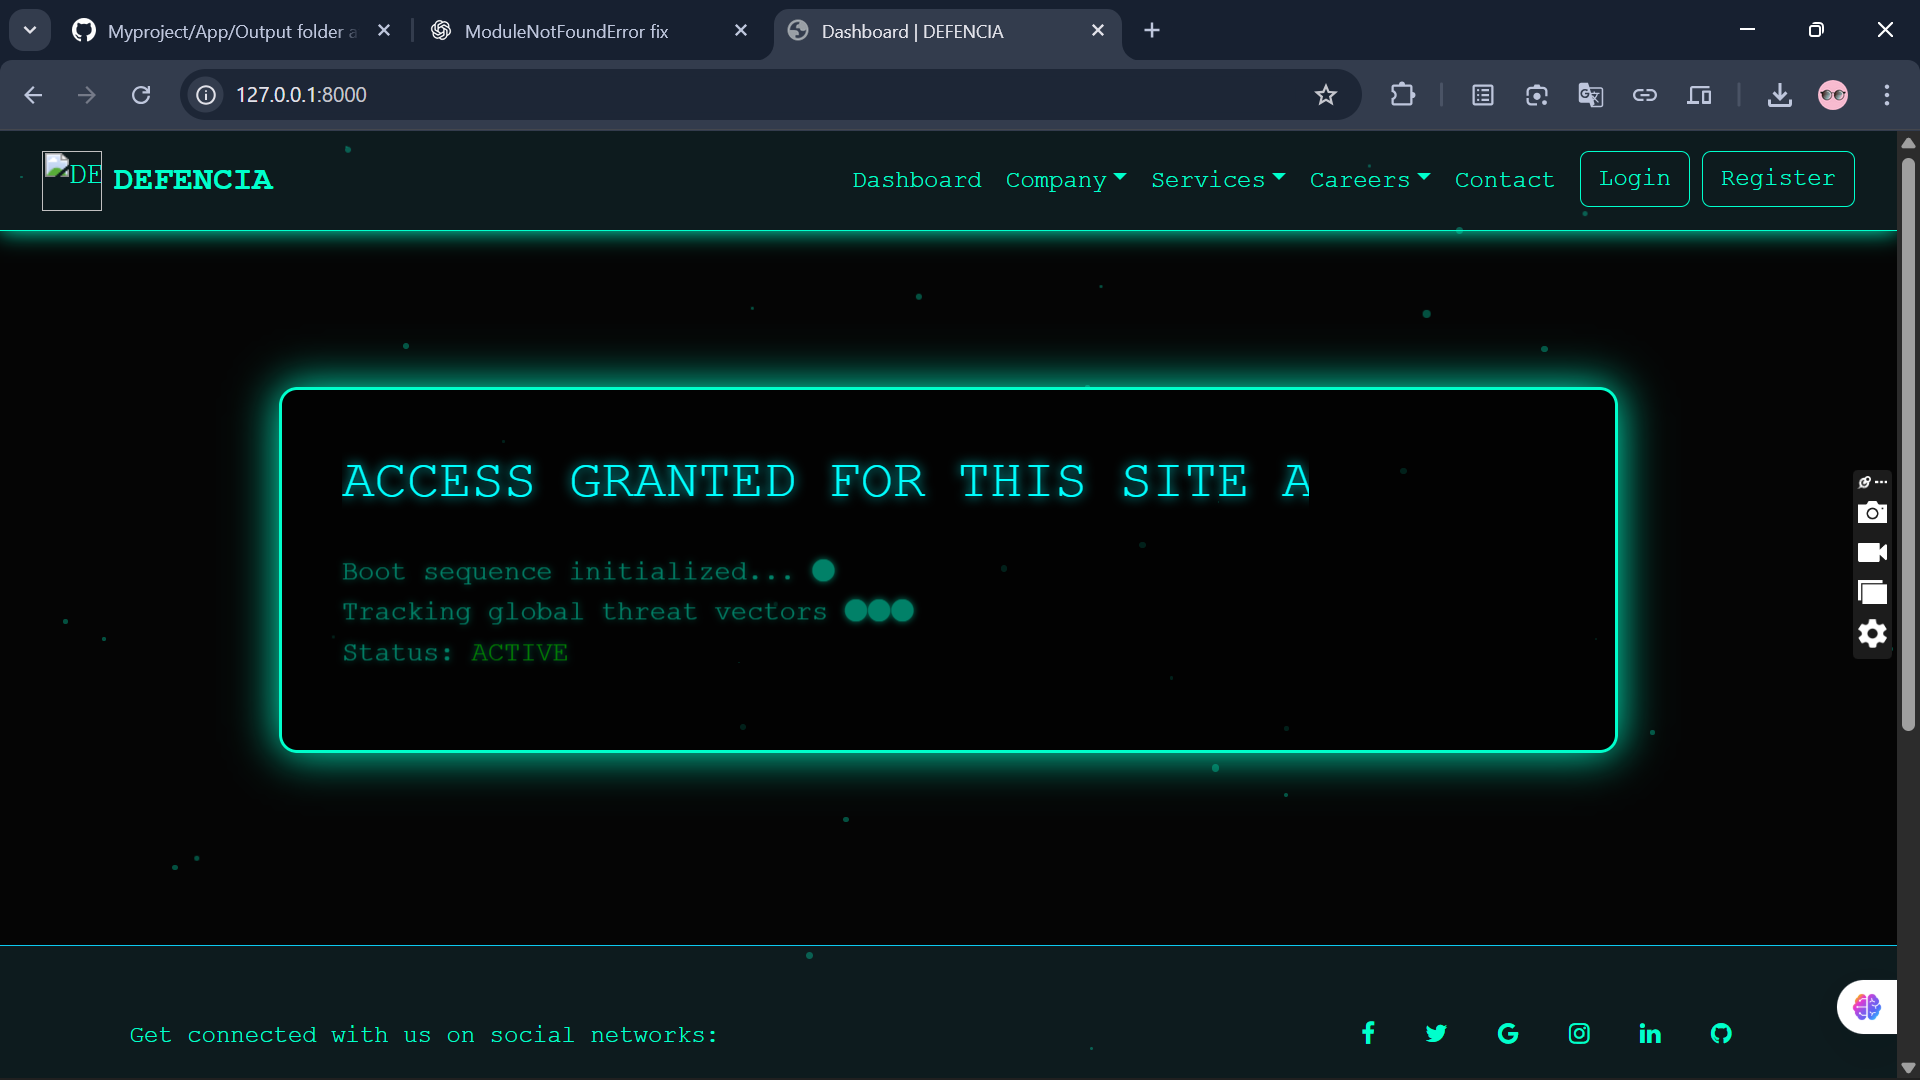 Myproject/App/Output folder a
ModuleNotFoundError fix
Dashboard | DEFENCIA
127.0.0.1:8000
DE
DEFENCIA
Dashboard
Company
Services
Careers
Contact
Login
Register
ACCESS GRANTED FOR THIS SITE A
Boot sequence initialized...
Tracking global threat vectors
Status: ACTIVE
Get connected with us on social networks: